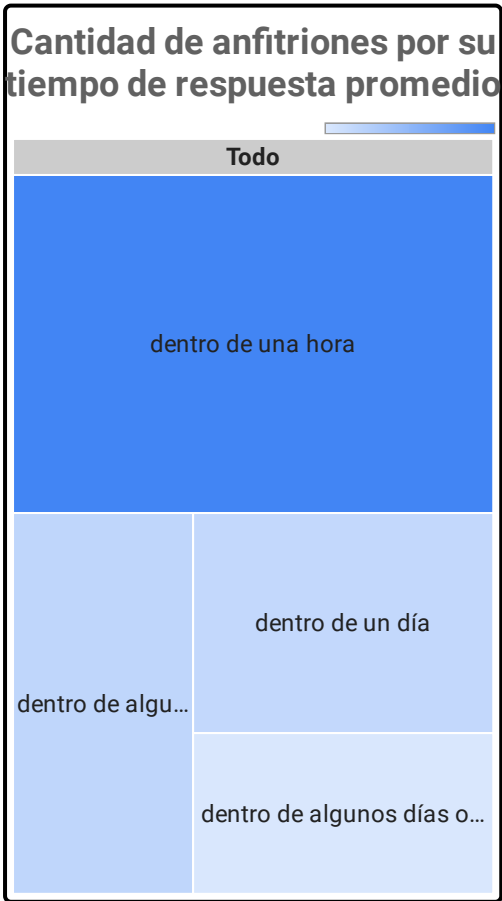 Cantidad de anfitriones por su
tiempo de respuesta promedio
Todo
dentro de una hora
dentro de un día
dentro de algu...
dentro de algunos días o...